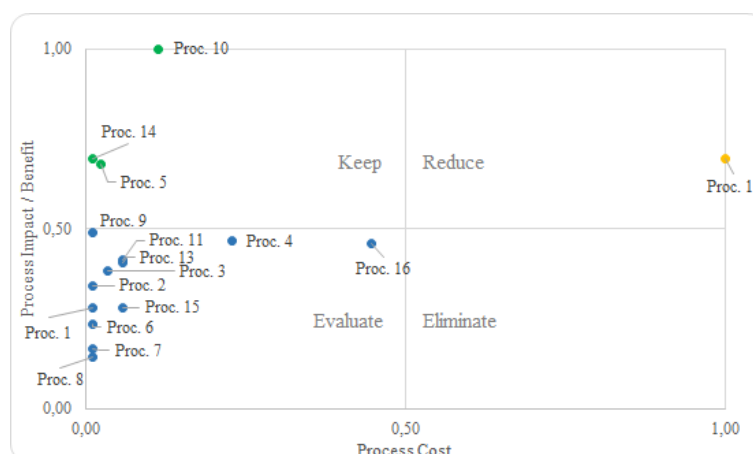 1,00
Proc. 10
Proc. 14
Keep
Reduce
Proc. 5
Proc. 1
Process Impact / Benefit
0,50
Proc. 9
Proc. 11
Proc. 4
Proc. 13
Proc. 3
Proc. 16
Proc. 2
Proc. 15
Evaluate
Eliminate
Proc. 1
Proc. 6
Proc. 7
Proc. 8
0,00
0,00
0,50
1,00
Process Cost